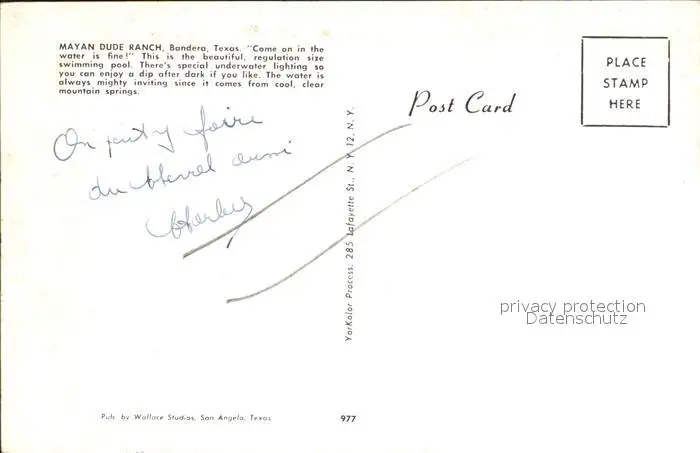 MAYAN DUDE RANCH, Bandera, Texas. "Come on in the
water is fine!" This is the beautiful, regulation size
swimming pool. There's special underwater lighting so
you can enjoy a dip after dark if you like. The water is
always mighty inviting since it comes from cool, clear
mountain springs.
On peut y faire
du cheval aussi
Charles
Pub. by Wallace Studios, San Angelo, Texas
YorKolor Process, 285 Lafayette St., N. Y. 12, N. Y.
977
Post Card
PLACE
STAMP
HERE
privacy protection
Datenschutz